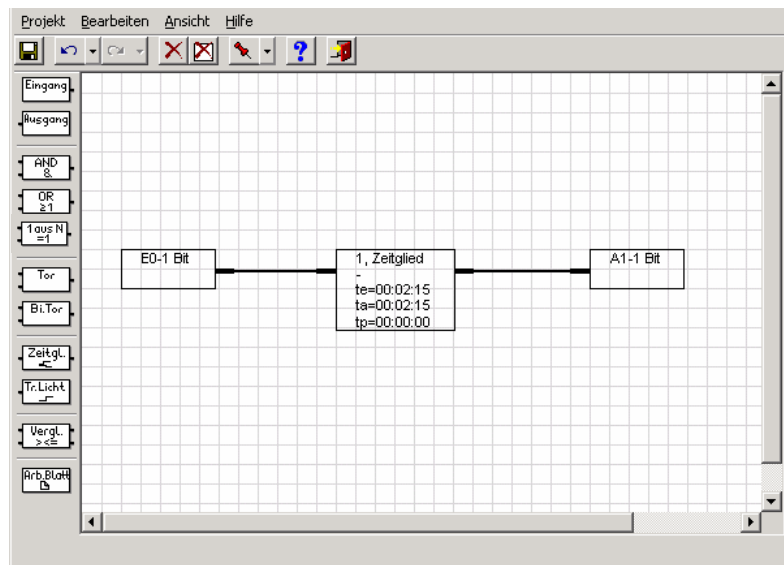 Projekt Bearbeiten Ansicht Hilfe
?
Eingang
Ausgang
AND
&
OR
≥1
1 aus N
=1
Tor
Bi.Tor
Zeitgl.
Tr.Licht
Vergl.
><=
Arb.Blatt
E0-1 Bit
1, Zeitglied
-
te=00:02:15
ta=00:02:15
tp=00:00:00
A1-1 Bit